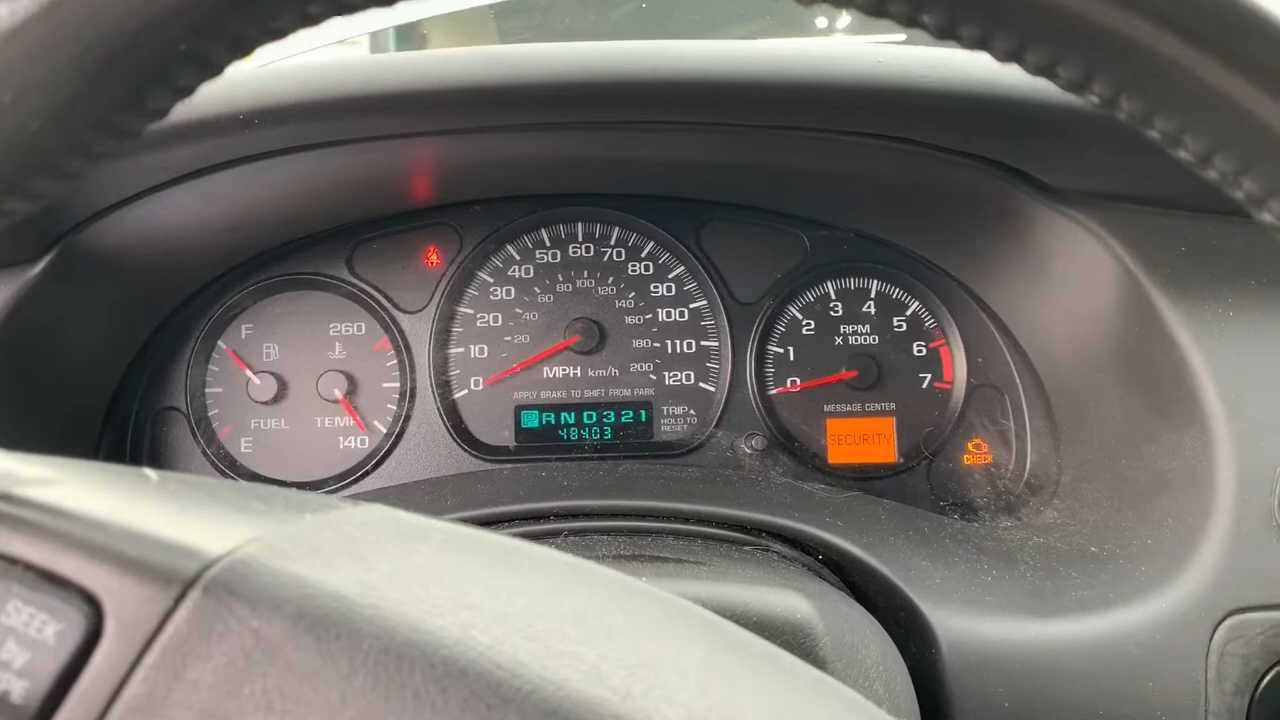 F
260
FUEL
TEMP
E
140
0 10 20 30 40 50 60 70 80 90 100 110 120
20 40 60 80 100 120 140 160 180 200
MPH km/h
APPLY BRAKE TO SHIFT FROM PARK
PRND321
48403
TRIP
HOLD TO
RESET
0 1 2 3 4 5 6 7
RPM
X 1000
MESSAGE CENTER
SECURITY
CHECK
SEEK
by